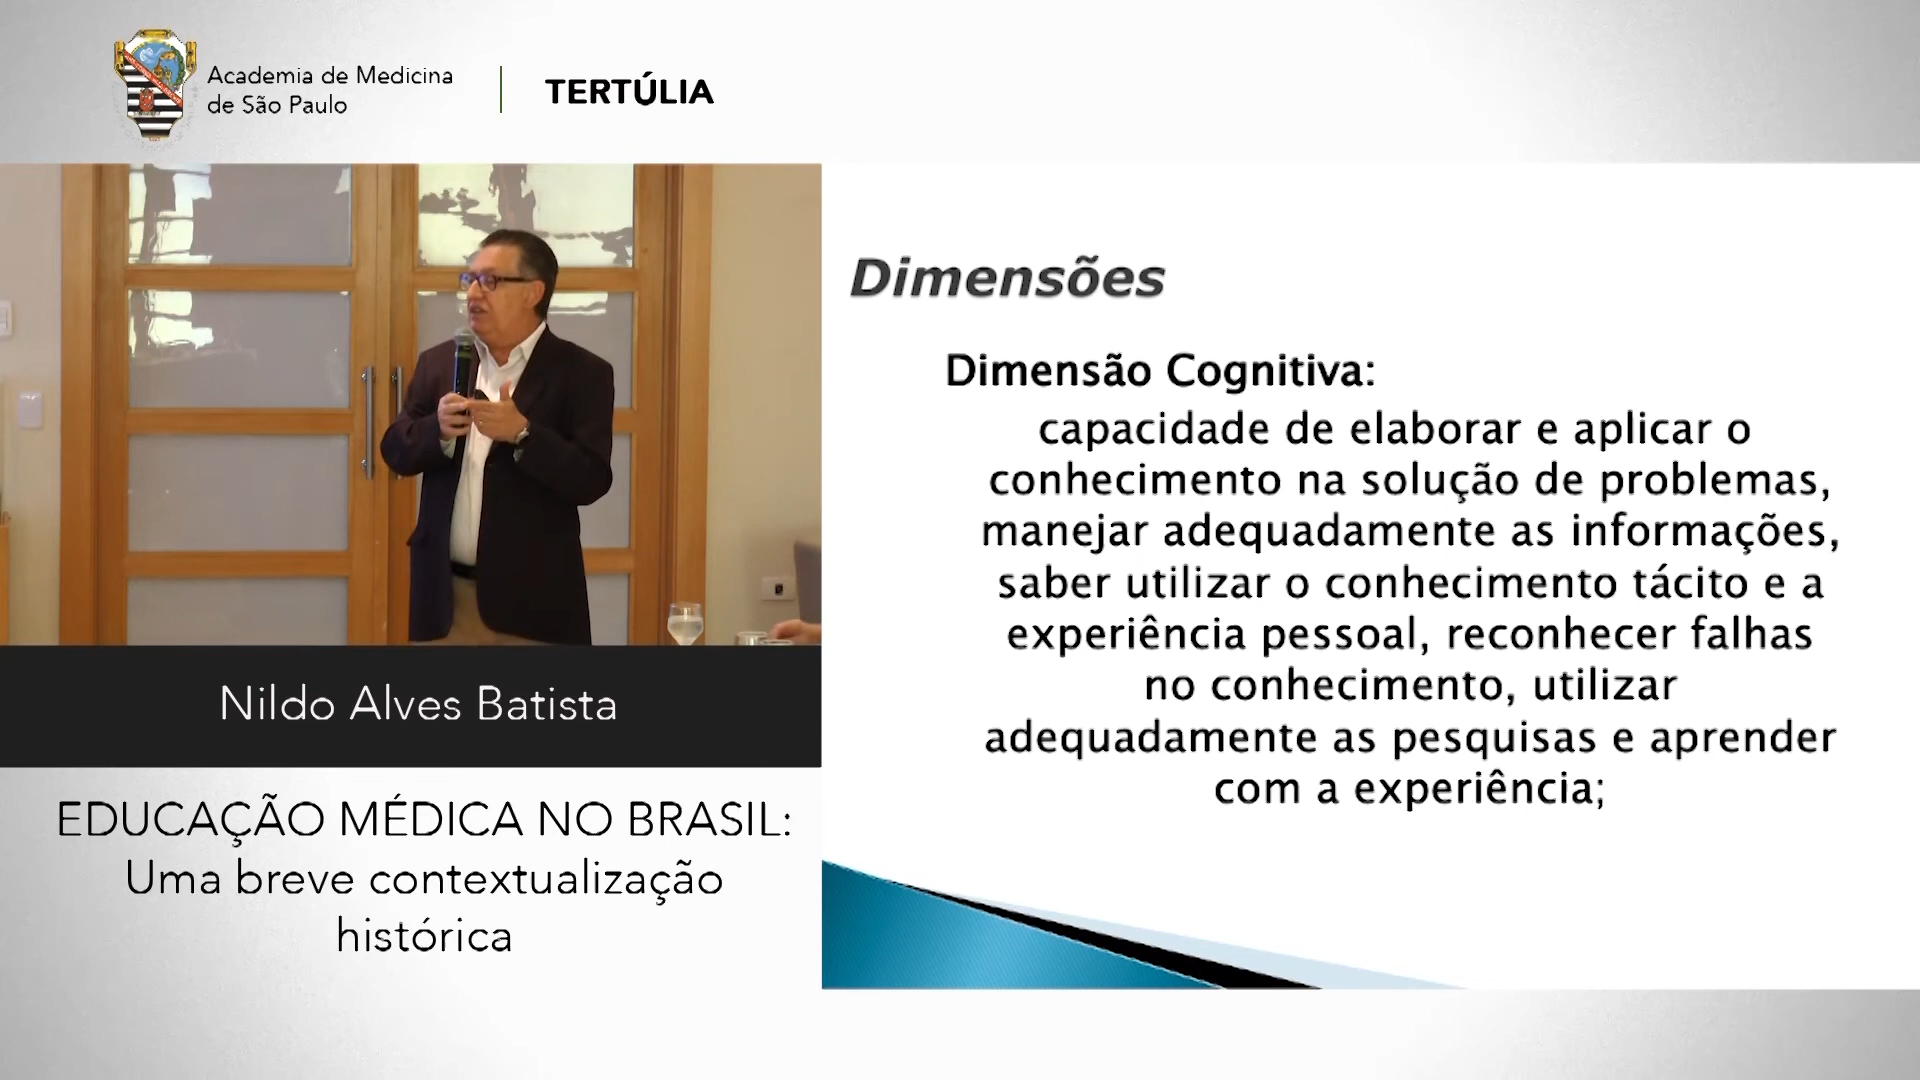 Academia de Medicina
de São Paulo
TERTÚLIA
Dimensões
Dimensão Cognitiva:
capacidade de elaborar e aplicar o
conhecimento na solução de problemas,
manejar adequadamente as informações,
saber utilizar o conhecimento tácito e a
experiência pessoal, reconhecer falhas
no conhecimento, utilizar
adequadamente as pesquisas e aprender
com a experiência;
Nildo Alves Batista
EDUCAÇÃO MÉDICA NO BRASIL:
Uma breve contextualização
histórica